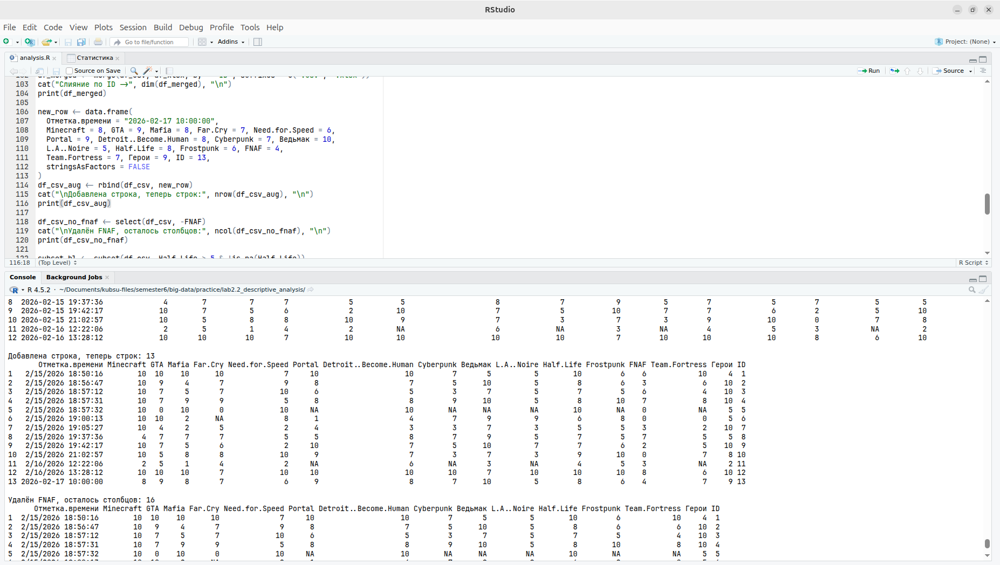 RStudio
File Edit Code View Plots Session Build Debug Profile Tools Help
Go to file/function Addins Project: (None)
analysis.R Статистика
Source on Save Run Source
103 cat("Слияние по ID →", dim(df_merged), "\n")
104 print(df_merged)
105
106 new_row <- data.frame(
107 Отметка.времени = "2026-02-17 10:00:00",
108 Minecraft = 8, GTA = 9, Mafia = 8, Far.Cry = 7, Need.for.Speed = 6,
109 Portal = 9, Detroit..Become.Human = 8, Cyberpunk = 7, Ведьмак = 10,
110 L.A..Noire = 5, Half.Life = 8, Frostpunk = 6, FNAF = 4,
111 Team.Fortress = 7, Герои = 9, ID = 13,
112 stringsAsFactors = FALSE
113 )
114 df_csv_aug <- rbind(df_csv, new_row)
115 cat("\nДобавлена строка, теперь строк:", nrow(df_csv_aug), "\n")
116 print(df_csv_aug)
117
118 df_csv_no_fnaf <- select(df_csv, -FNAF)
119 cat("\nУдалён FNAF, осталось столбцов:", ncol(df_csv_no_fnaf), "\n")
120 print(df_csv_no_fnaf)
121
116:18 (Top Level) R Script
Console Background Jobs
R 4.5.2 · ~/Documents/kubsu-files/semester6/big-data/practice/lab2.2_descriptive_analysis/
8 2026-02-15 19:37:36 4 7 7 7 5 5 8 7 9 5 7 5 7 5 5
9 2026-02-15 19:42:17 10 7 5 6 2 10 7 5 10 7 7 6 2 5 10
10 2026-02-15 21:02:57 10 5 8 8 10 9 7 3 7 3 9 10 0 7 8
11 2026-02-16 12:22:06 2 5 1 4 2 NA 6 NA 3 NA 4 5 3 NA 2
12 2026-02-16 13:28:12 10 10 10 7 10 10 10 10 7 10 10 10 8 6 10
Добавлена строка, теперь строк: 13
Отметка.времени Minecraft GTA Mafia Far.Cry Need.for.Speed Portal Detroit..Become.Human Cyberpunk Ведьмак L.A..Noire Half.Life Frostpunk FNAF Team.Fortress Герои ID
1 2/15/2026 18:50:16 10 10 10 10 7 10 10 7 5 5 10 6 6 10 4 1
2 2/15/2026 18:56:47 10 9 4 7 9 8 7 5 10 5 8 6 3 6 10 2
3 2/15/2026 18:57:12 10 7 5 7 10 6 5 3 7 5 7 5 6 4 10 3
4 2/15/2026 18:57:31 10 7 9 9 5 8 8 9 10 5 8 10 7 8 10 4
5 2/15/2026 18:57:32 10 0 10 0 10 NA 10 NA NA NA 10 NA 0 NA 5 5
6 2/15/2026 19:00:13 10 10 2 NA 8 1 4 7 9 9 6 8 0 0 5 6
7 2/15/2026 19:05:27 10 4 2 5 2 4 3 3 7 3 5 5 3 2 10 7
8 2/15/2026 19:37:36 4 7 7 7 5 5 8 7 9 5 7 5 7 5 5 8
9 2/15/2026 19:42:17 10 7 5 6 2 10 7 5 10 7 7 6 2 5 10 9
10 2/15/2026 21:02:57 10 5 8 8 10 9 7 3 7 3 9 10 0 7 8 10
11 2/16/2026 12:22:06 2 5 1 4 2 NA 6 NA 3 NA 4 5 3 NA 2 11
12 2/16/2026 13:28:12 10 10 10 7 10 10 10 10 7 10 10 10 8 6 10 12
13 2026-02-17 10:00:00 8 9 8 7 6 9 8 7 10 5 8 6 4 7 9 13
Удалён FNAF, осталось столбцов: 16
Отметка.времени Minecraft GTA Mafia Far.Cry Need.for.Speed Portal Detroit..Become.Human Cyberpunk Ведьмак L.A..Noire Half.Life Frostpunk Team.Fortress Герои ID
1 2/15/2026 18:50:16 10 10 10 10 7 10 10 7 5 5 10 6 10 4 1
2 2/15/2026 18:56:47 10 9 4 7 9 8 7 5 10 5 8 6 6 10 2
3 2/15/2026 18:57:12 10 7 5 7 10 6 5 3 7 5 7 5 4 10 3
4 2/15/2026 18:57:31 10 7 9 9 5 8 8 9 10 5 8 10 8 10 4
5 2/15/2026 18:57:32 10 0 10 0 10 NA 10 NA NA NA 10 NA NA 5 5